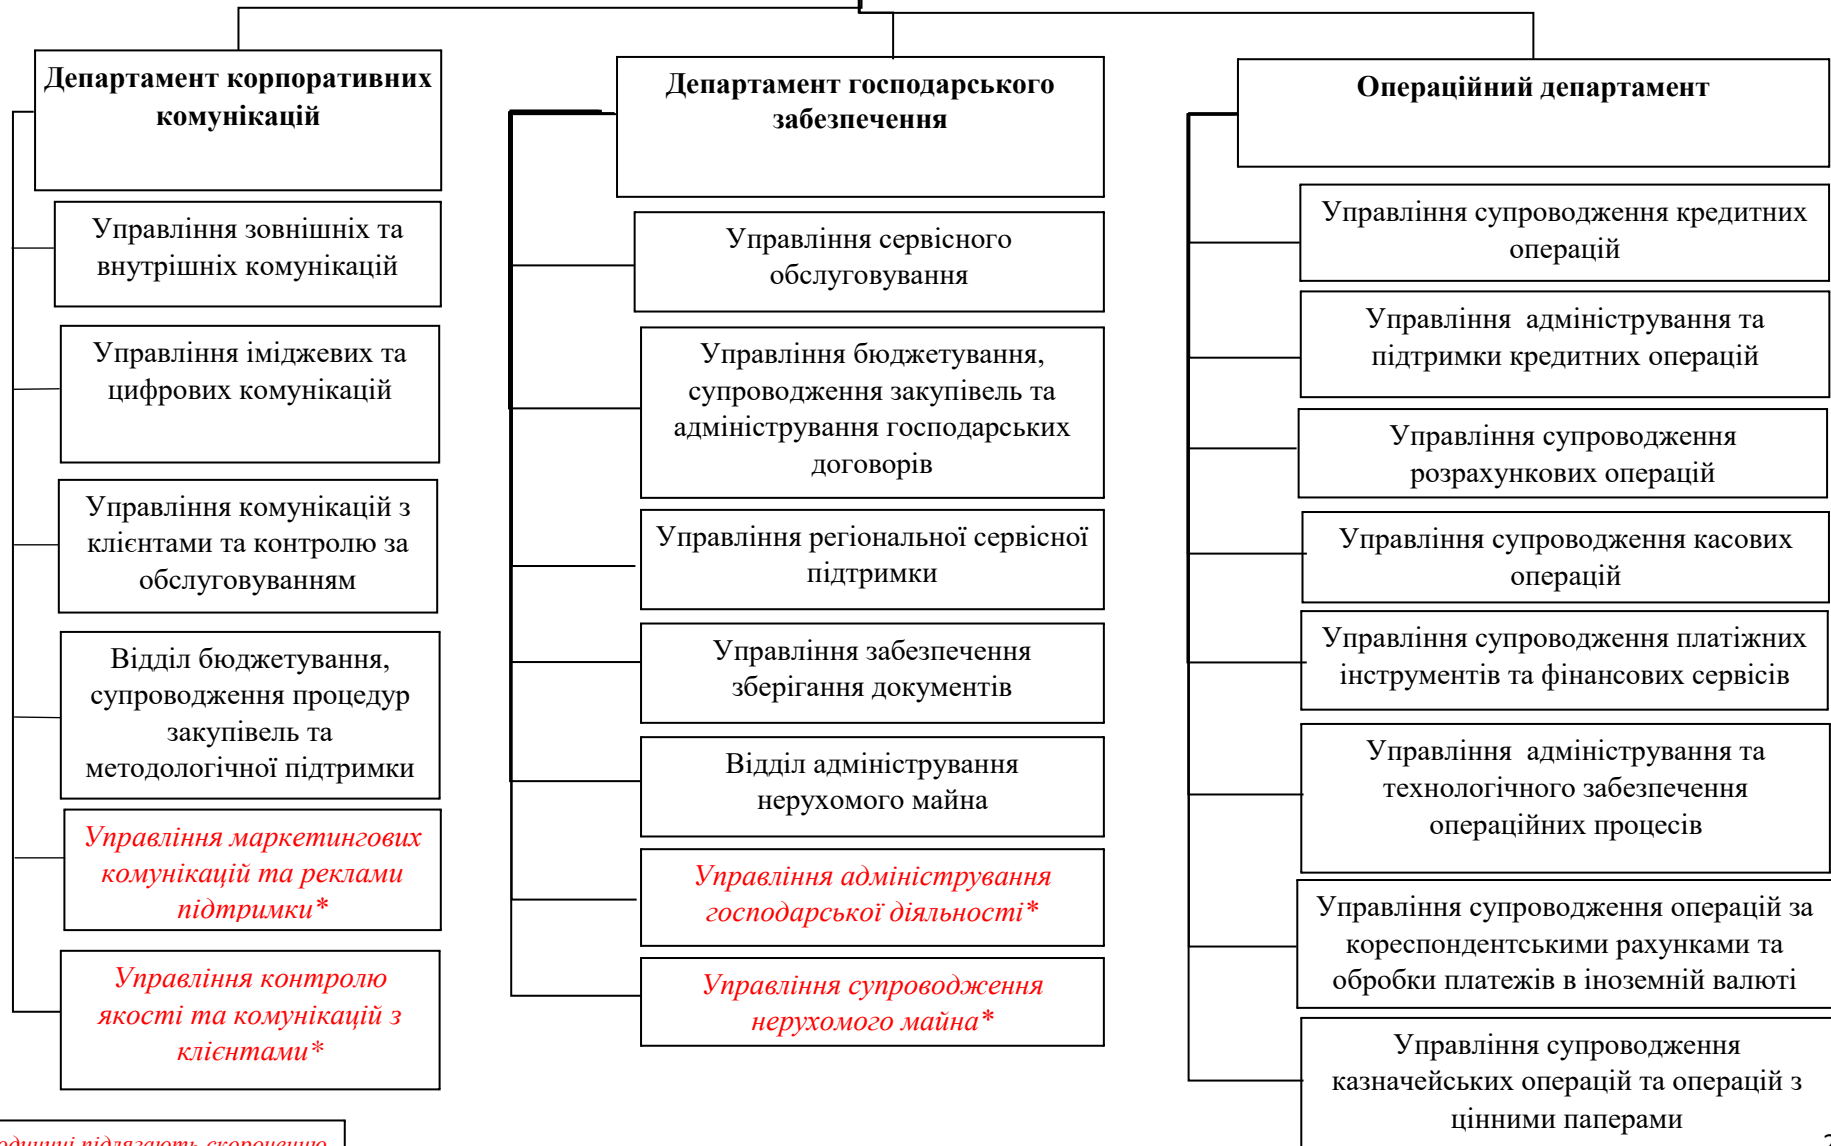 Департамент корпоративних
комунікацій
Управління зовнішніх та
внутрішніх комунікацій
Управління іміджевих та
цифрових комунікацій
Управління комунікацій з
клієнтами та контролю за
обслуговуванням
Відділ бюджетування,
супроводження процедур
закупівель та
методологічної підтримки
Управління маркетингових
комунікацій та реклами
підтримки*
Управління контролю
якості та комунікацій з
клієнтами*
Департамент господарського
забезпечення
Управління сервісного
обслуговування
Управління бюджетування,
супроводження закупівель та
адміністрування господарських
договорів
Управління регіональної сервісної
підтримки
Управління забезпечення
зберігання документів
Відділ адміністрування
нерухомого майна
Управління адміністрування
господарської діяльності*
Управління супроводження
нерухомого майна*
Операційний департамент
Управління супроводження кредитних
операцій
Управління  адміністрування та
підтримки кредитних операцій
Управління супроводження
розрахункових операцій
Управління супроводження касових
операцій
Управління супроводження платіжних
інструментів та фінансових сервісів
Управління  адміністрування та
технологічного забезпечення
операційних процесів
Управління супроводження операцій за
кореспондентськими рахунками та
обробки платежів в іноземній валюті
Управління супроводження
казначейських операцій та операцій з
цінними паперами
підлягають скороченню